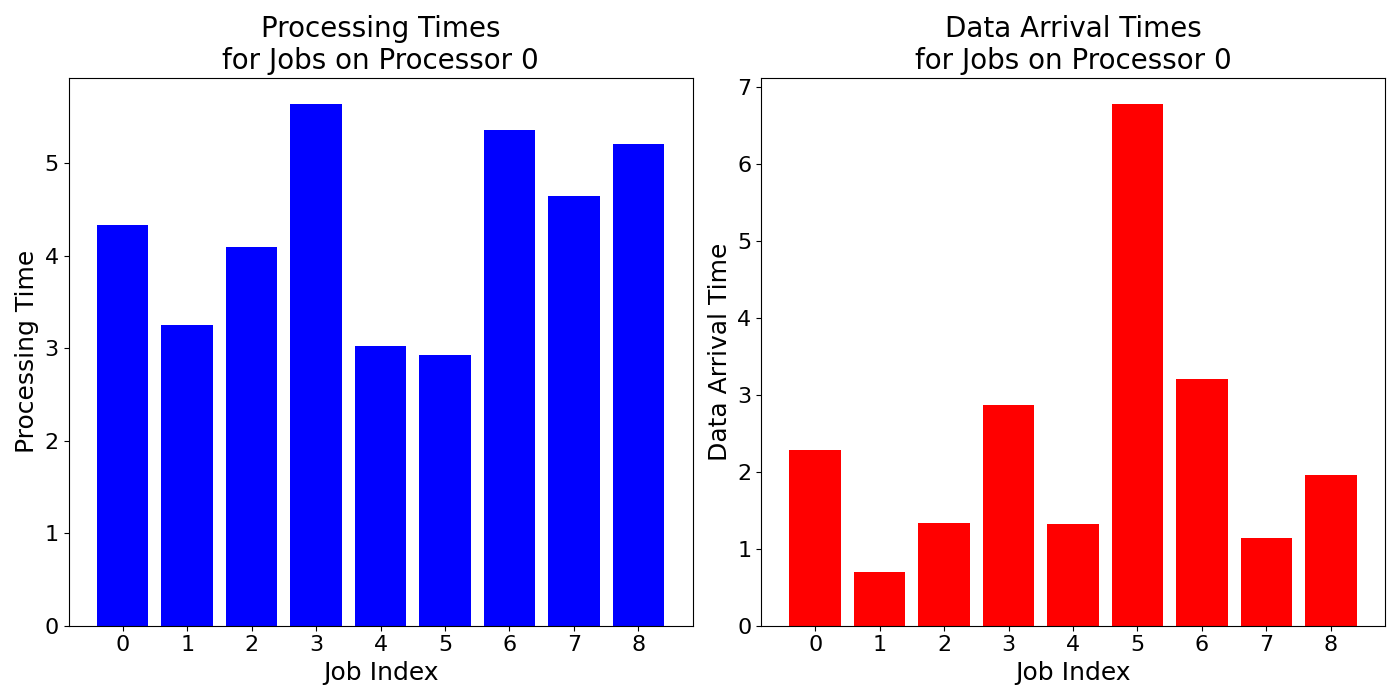 Processing Times
for Jobs on Processor 0
Processing Time
5
4
3
2
1
0
0 1 2 3 4 5 6 7 8
Job Index
Data Arrival Times
for Jobs on Processor 0
Data Arrival Time
7
6
5
4
3
2
1
0
0 1 2 3 4 5 6 7 8
Job Index